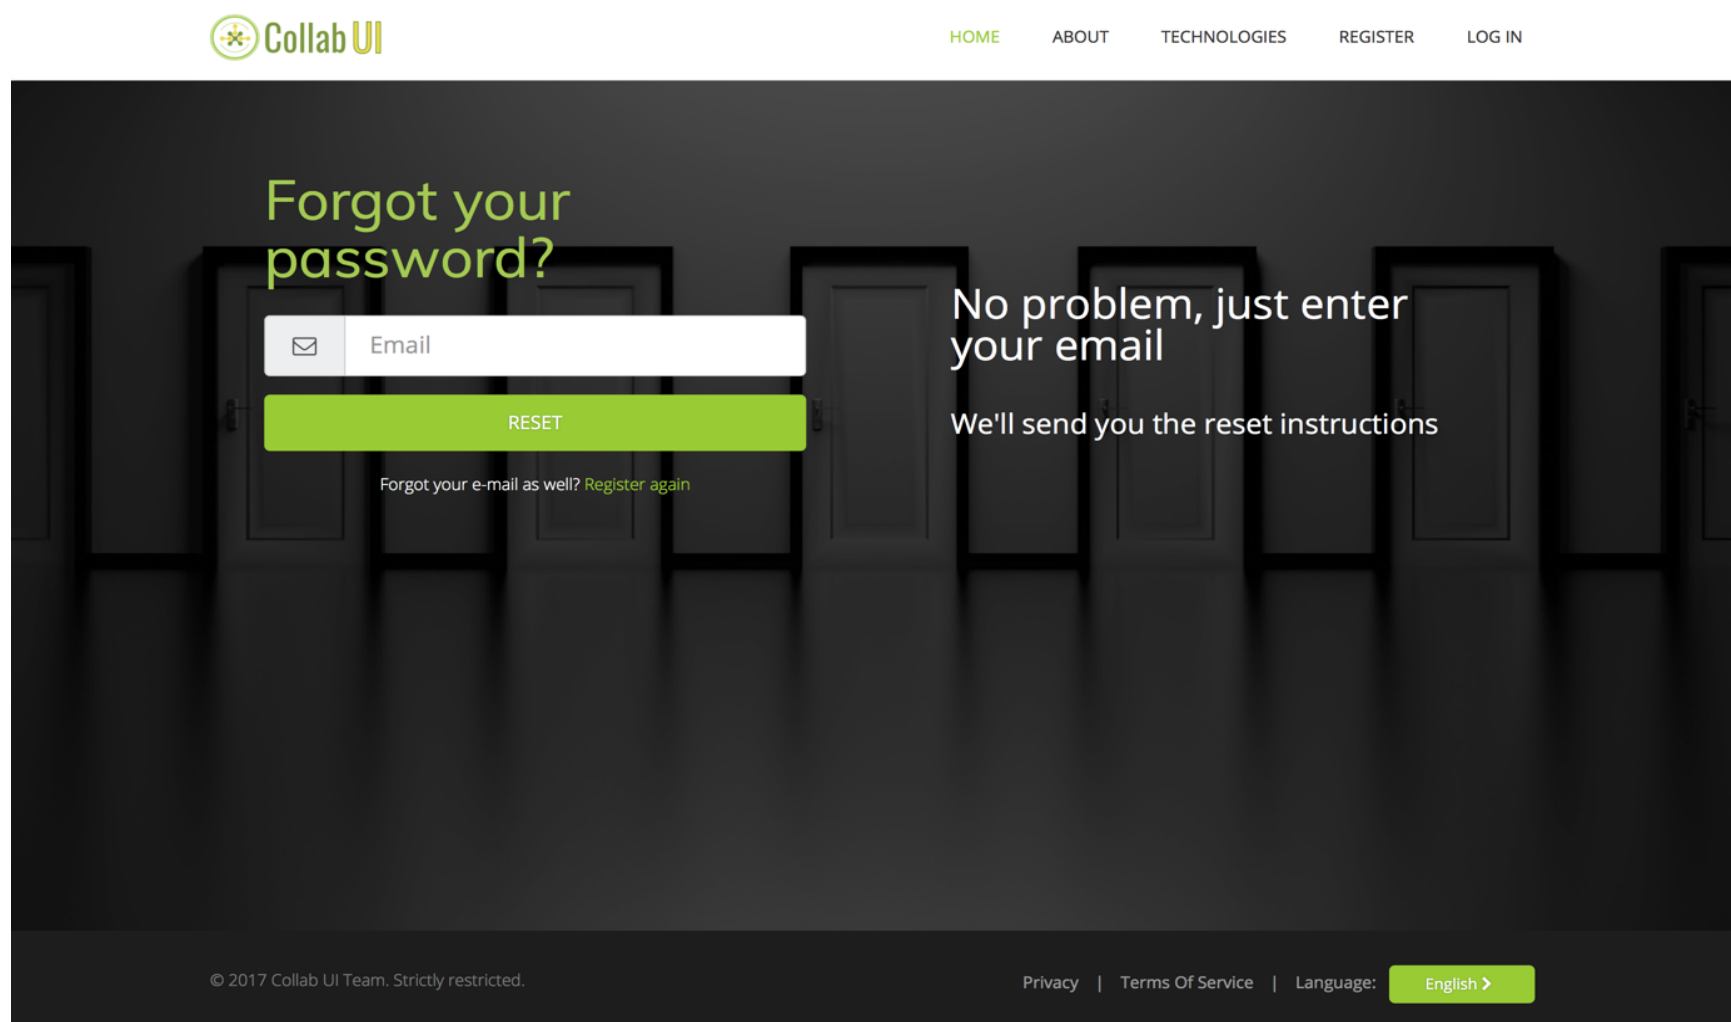 Collab UI
HOME ABOUT TECHNOLOGIES REGISTER LOG IN
Forgot your
password?
Email
RESET
Forgot your e-mail as well? Register again
No problem, just enter
your email
We'll send you the reset instructions
© 2017 Collab UI Team. Strictly restricted.
Privacy | Terms Of Service | Language: English